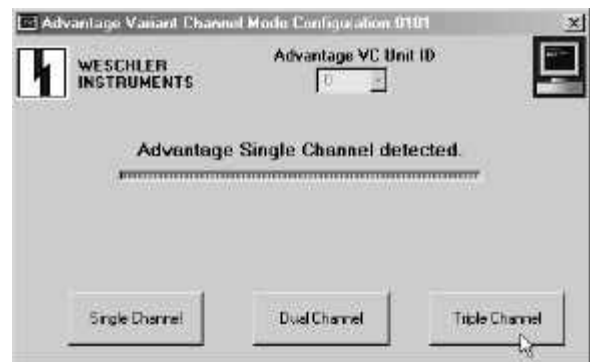 Advantage Variant Channel Mode Configuration 0101
WESCHLER
INSTRUMENTS
Advantage VC Unit ID
0
Advantage Single Channel detected.
Single Channel
Dual Channel
Triple Channel